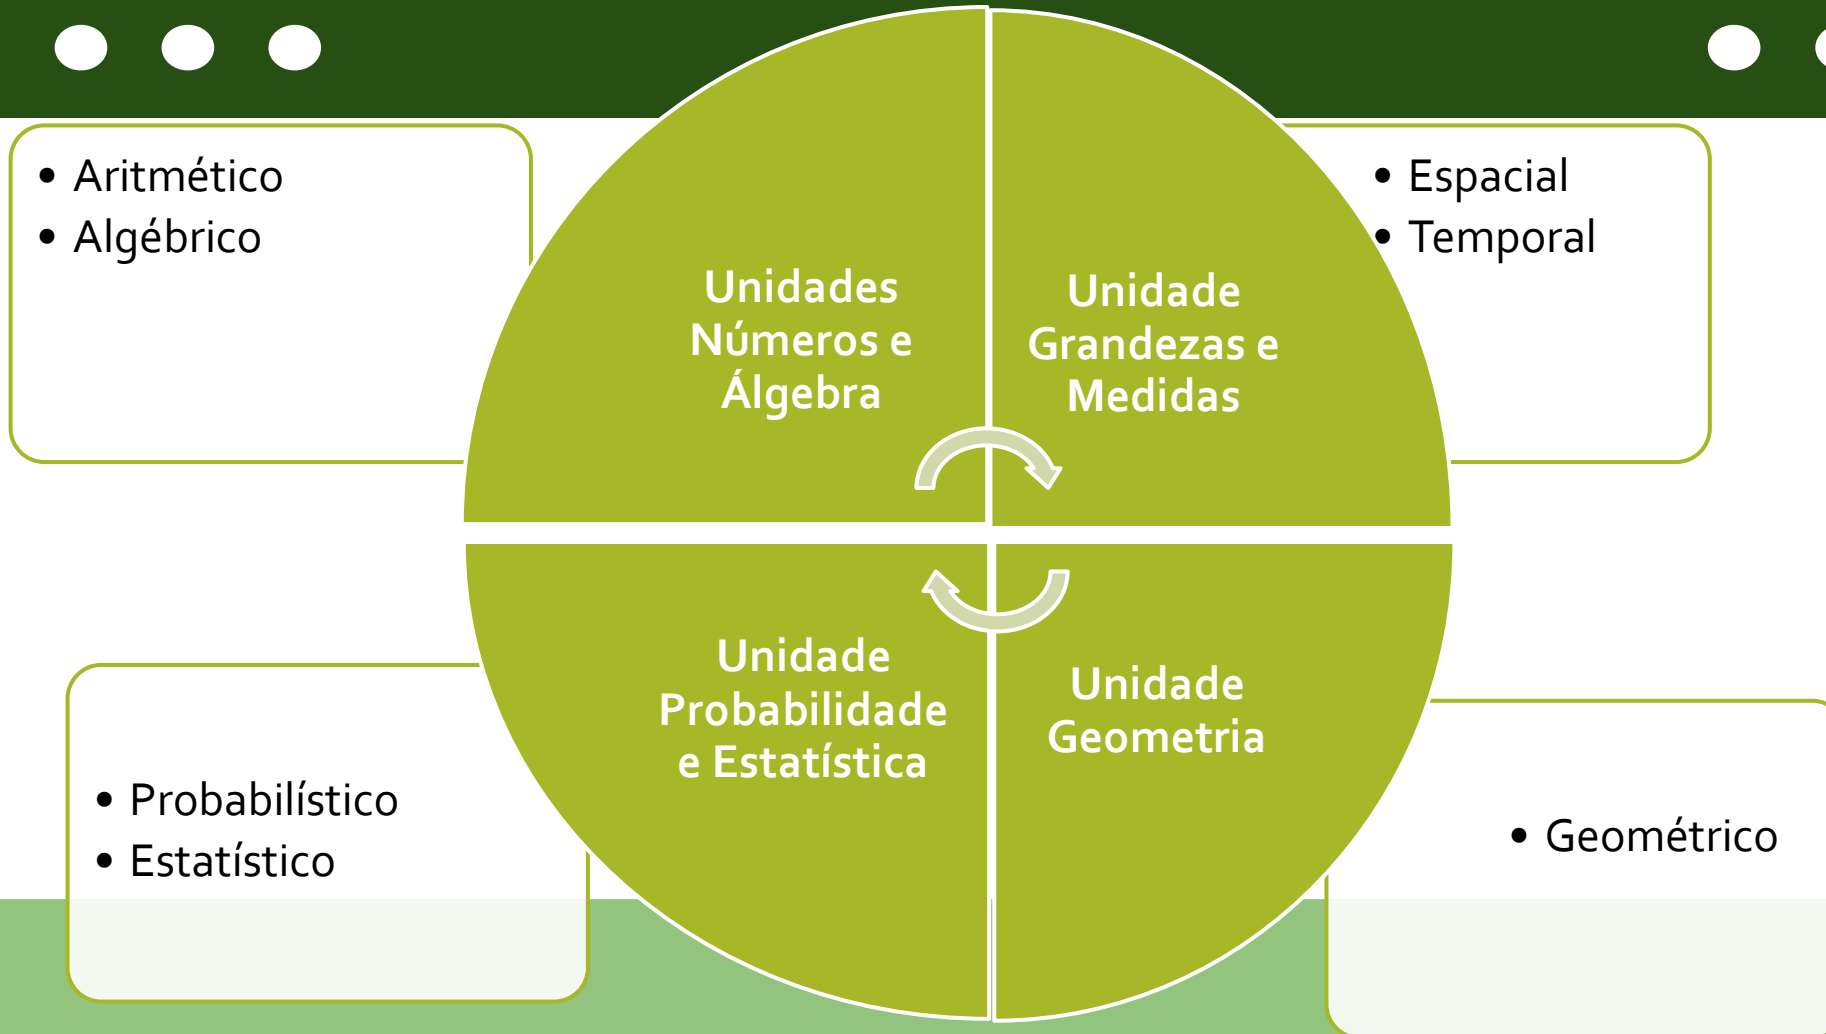 • Aritmético
• Algébrico
Unidades
Números e
Álgebra
Unidade
Grandezas e
Medidas
• Espacial
• Temporal
• Probabilístico
• Estatístico
Unidade
Probabilidade
e Estatística
Unidade
Geometria
• Geométrico